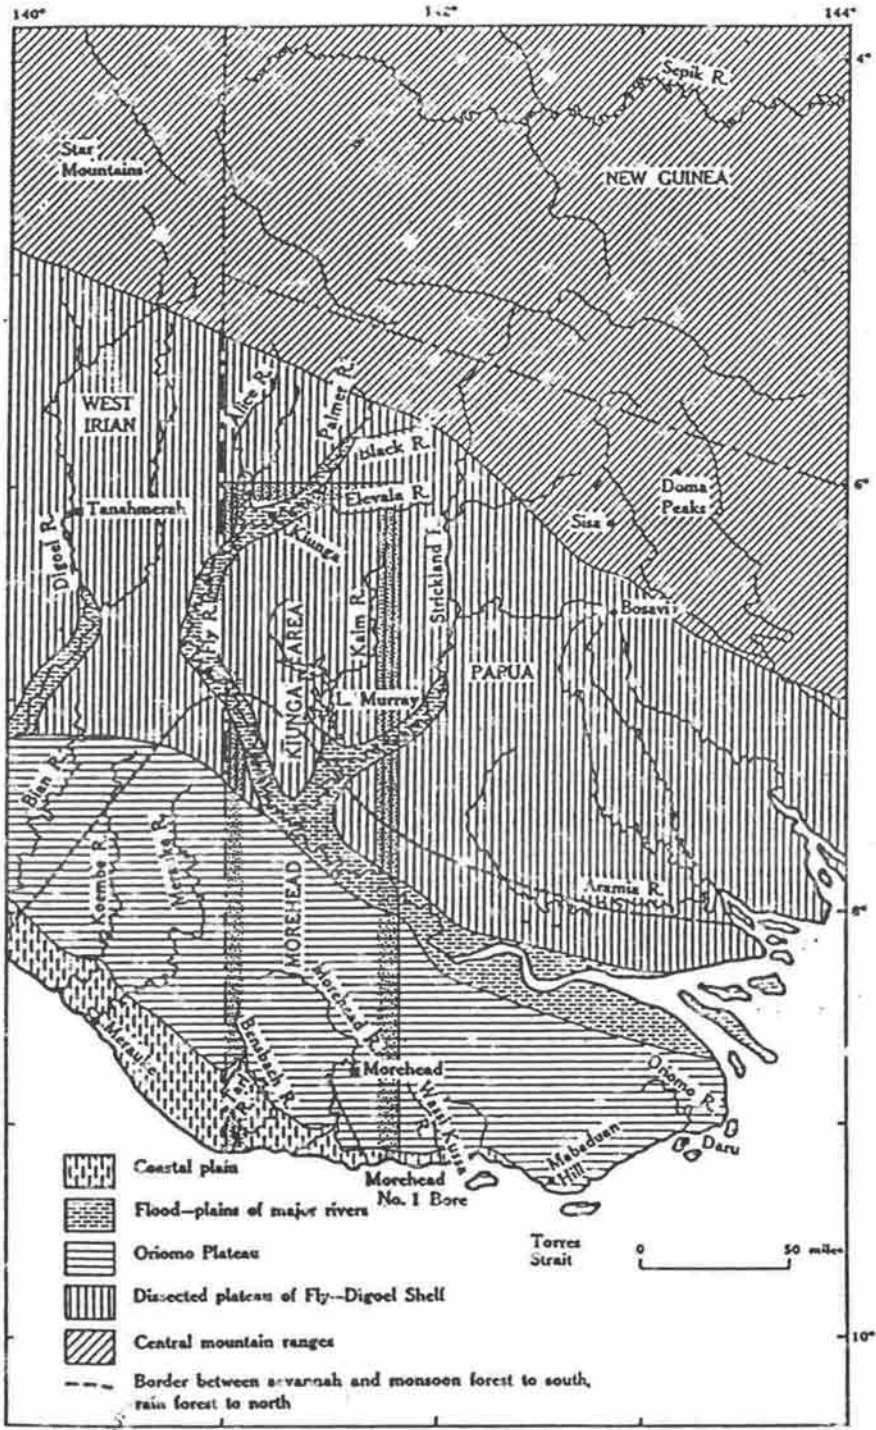 140°
142°
144°
4°
Sepik R.
Star
Mountains
NEW GUINEA
Alice R.
Palmer R.
WEST
IRIAN
Black R.
6°
Elevala R.
Doma
Peaks
Tanahmerah
Sisa
Kiunga
Digoel R.
Strickland
Bosavi
Kaim R.
Fly R.
KIUNGA AREA
PAPUA
L. Murray
Bian R.
Koembe R.
MOREHEAD
Aramia R.
8°
Morehead R.
Merauke
Bensbach R.
Morehead
Oriomo R.
Wassi Kussa
R.
Mabaduan
Hill
Daru
Coastal plain
Morehead
No. 1 Bore
Flood-plains of major rivers
Torres
Strait
0
50 miles
Oriomo Plateau
Dissected plateau of Fly-Digoel Shelf
Central mountain ranges
10°
Border between savannah and monsoon forest to south,
rain forest to north